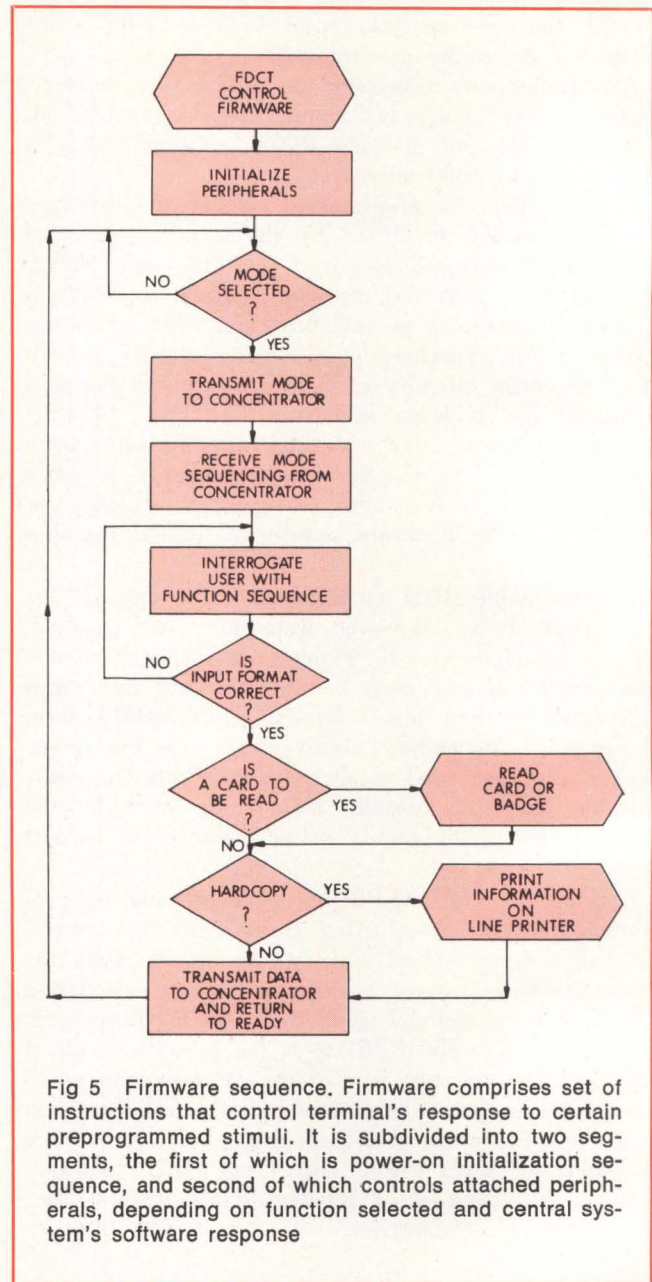 FDCT
CONTROL
FIRMWARE
INITIALIZE
PERIPHERALS
NO
MODE
SELECTED
?
YES
TRANSMIT MODE
TO CONCENTRATOR
RECEIVE MODE
SEQUENCING FROM
CONCENTRATOR
INTERROGATE
USER WITH
FUNCTION SEQUENCE
NO
IS
INPUT FORMAT
CORRECT
?
YES
IS
A CARD TO
BE READ
?
YES
READ
CARD OR
BADGE
NO
HARDCOPY
?
YES
PRINT
INFORMATION
ON
LINE PRINTER
NO
TRANSMIT DATA
TO CONCENTRATOR
AND RETURN
TO READY
Fig 5 Firmware sequence. Firmware comprises set of
instructions that control terminal's response to certain
preprogrammed stimuli. It is subdivided into two seg-
ments, the first of which is power-on initialization se-
quence, and second of which controls attached periph-
erals, depending on function selected and central sys-
tem's software response